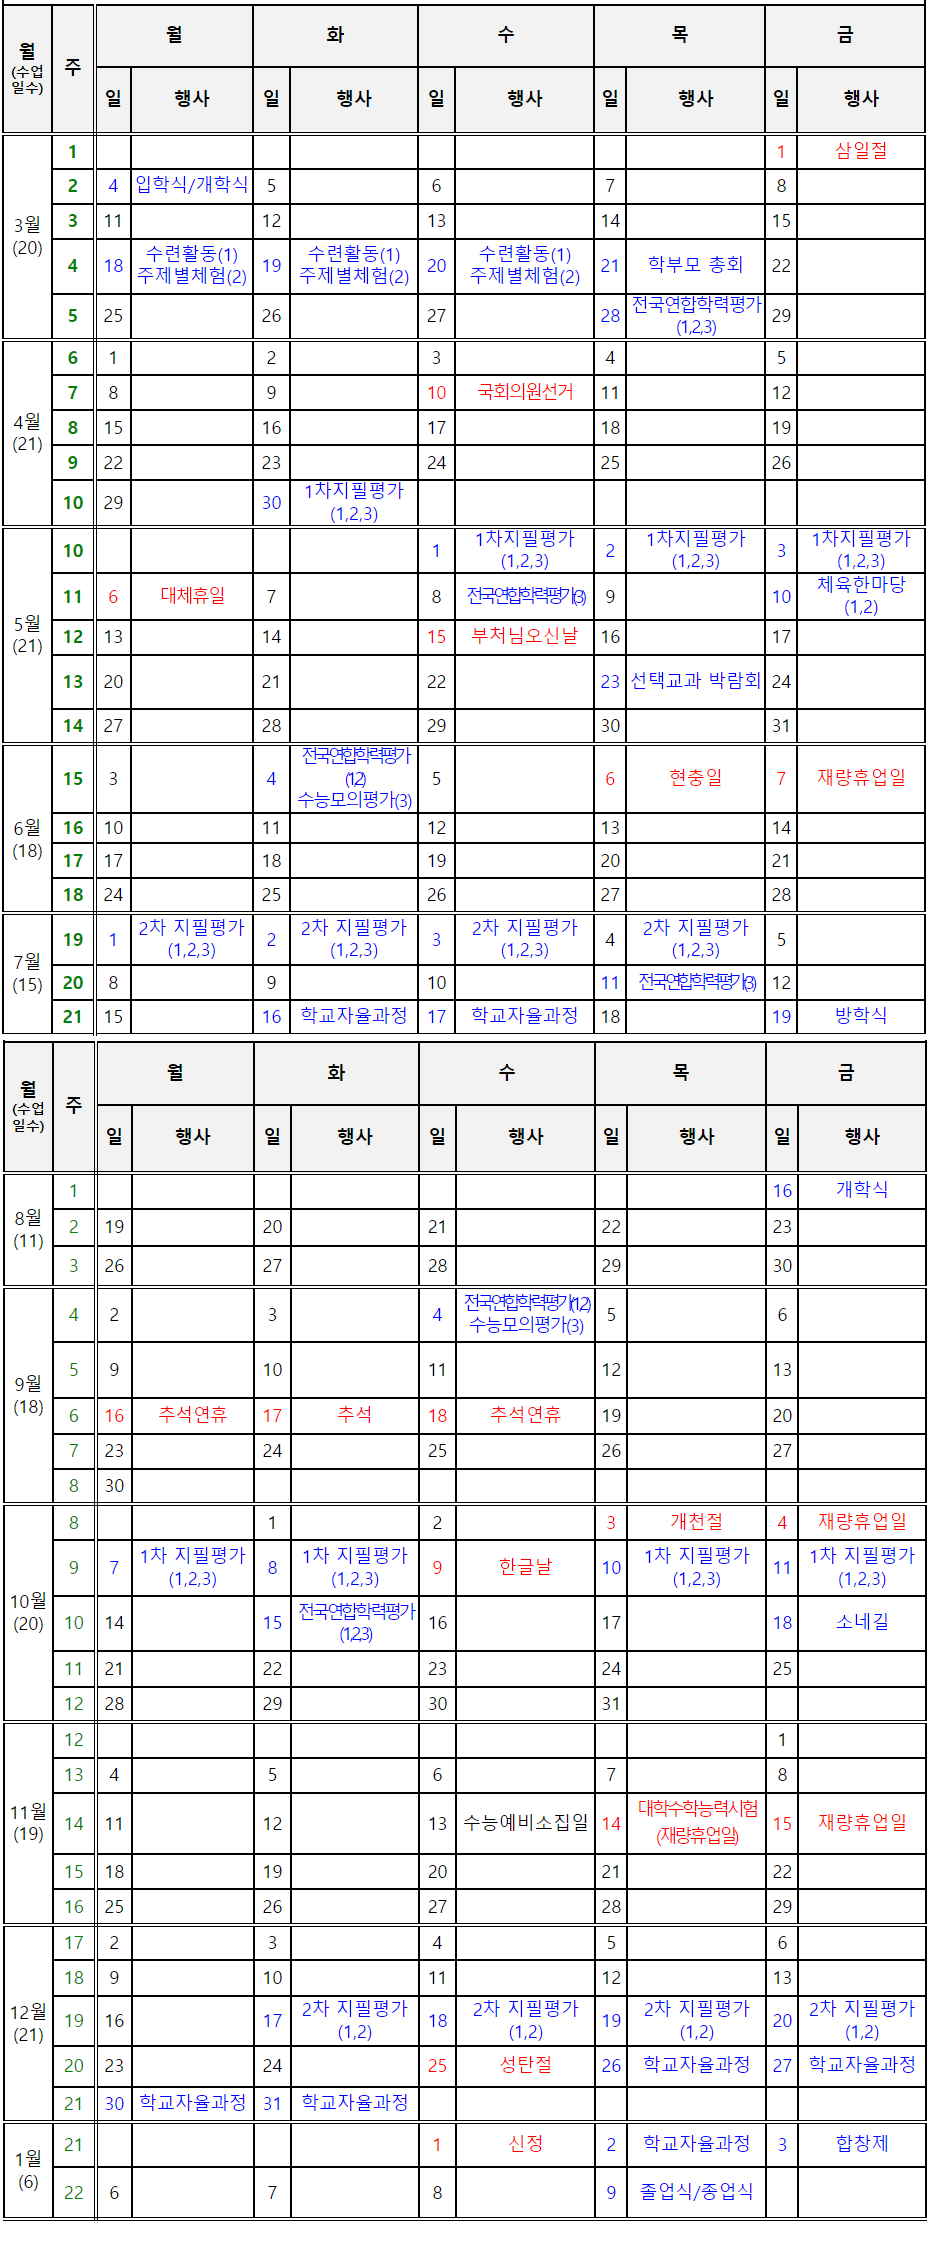 월
(수업
일수)
주
월 화 수 목 금
일 행사 일 행사 일 행사 일 행사 일 행사
3월
(20)
1 1 삼일절
2 4 입학식/개학식 5 6 7 8
3 11 12 13 14 15
4 18 수련활동(1) 주제별체험(2) 19 수련활동(1) 주제별체험(2) 20 수련활동(1) 주제별체험(2) 21 학부모 총회 22
5 25 26 27 28 전국연합학력평가 (1,2,3) 29
4월
(21)
6 1 2 3 4 5
7 8 9 10 국회의원선거 11 12
8 15 16 17 18 19
9 22 23 24 25 26
10 29 30 1차지필평가 (1,2,3)
5월
(21)
10 1 1차지필평가 (1,2,3) 2 1차지필평가 (1,2,3) 3 1차지필평가 (1,2,3)
11 6 대체휴일 7 8 전국연합학력평가(3) 9 10 체육한마당 (1,2)
12 13 14 15 부처님오신날 16 17
13 20 21 22 23 선택교과 박람회 24
14 27 28 29 30 31
6월
(18)
15 3 4 전국연합학력평가 (1,2) 수능모의평가(3) 5 6 현충일 7 재량휴업일
16 10 11 12 13 14
17 17 18 19 20 21
18 24 25 26 27 28
7월
(15)
19 1 2차 지필평가 (1,2,3) 2 2차 지필평가 (1,2,3) 3 2차 지필평가 (1,2,3) 4 2차 지필평가 (1,2,3) 5
20 8 9 10 11 전국연합학력평가(3) 12
21 15 16 학교자율과정 17 학교자율과정 18 19 방학식
월
(수업
일수)
주
월 화 수 목 금
일 행사 일 행사 일 행사 일 행사 일 행사
8월
(11)
1 16 개학식
2 19 20 21 22 23
3 26 27 28 29 30
9월
(18)
4 2 3 4 전국연합학력평가(1,2) 수능모의평가(3) 5 6
5 9 10 11 12 13
6 16 추석연휴 17 추석 18 추석연휴 19 20
7 23 24 25 26 27
8 30
10월
(20)
8 1 2 3 개천절 4 재량휴업일
9 7 1차 지필평가 (1,2,3) 8 1차 지필평가 (1,2,3) 9 한글날 10 1차 지필평가 (1,2,3) 11 1차 지필평가 (1,2,3)
10 14 15 전국연합학력평가 (1,2,3) 16 17 18 소네길
11 21 22 23 24 25
12 28 29 30 31
11월
(19)
12 1
13 4 5 6 7 8
14 11 12 13 수능예비소집일 14 대학수학능력시험 (재량휴업일) 15 재량휴업일
15 18 19 20 21 22
16 25 26 27 28 29
12월
(21)
17 2 3 4 5 6
18 9 10 11 12 13
19 16 17 2차 지필평가 (1,2) 18 2차 지필평가 (1,2) 19 2차 지필평가 (1,2) 20 2차 지필평가 (1,2)
20 23 24 25 성탄절 26 학교자율과정 27 학교자율과정
21 30 학교자율과정 31 학교자율과정
1월
(6)
21 1 신정 2 학교자율과정 3 합창제
22 6 7 8 9 졸업식/종업식